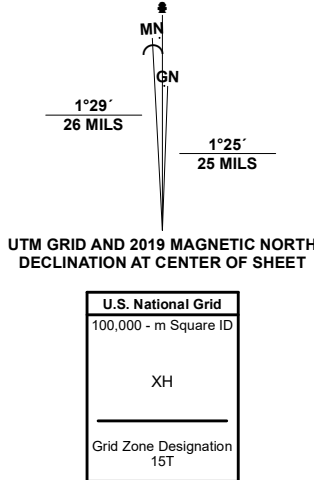 MN
GN
1°29´
26 MILS
1°25´
25 MILS
UTM GRID AND 2019 MAGNETIC NORTH
DECLINATION AT CENTER OF SHEET
U.S. National Grid
100,000 - m Square ID
XH
Grid Zone Designation
15T